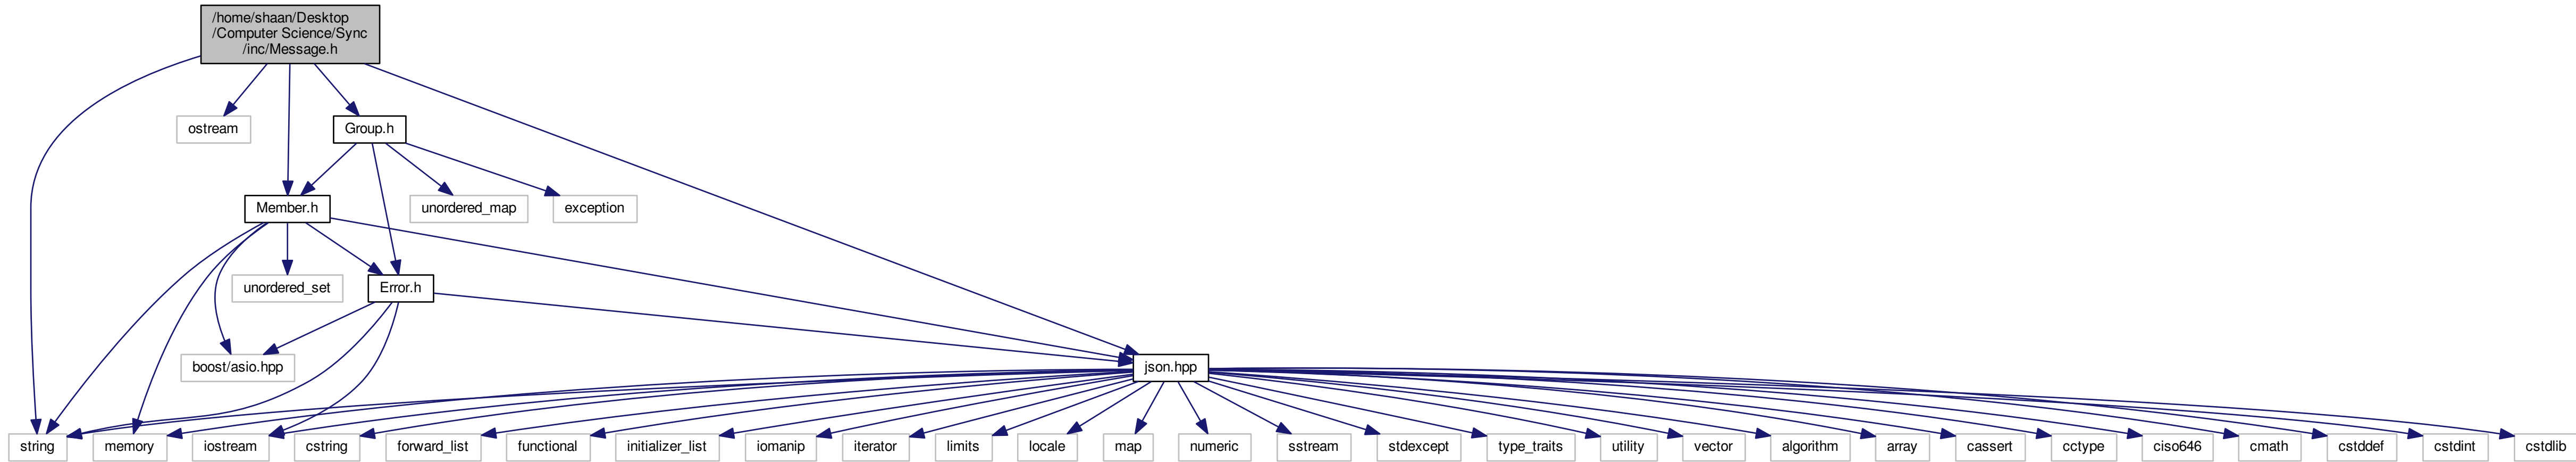 /home/shaan/Desktop
/Computer Science/Sync
/inc/Message.h
ostream
Group.h
Member.h
unordered_map
exception
unordered_set
Error.h
boost/asio.hpp
json.hpp
string
memory
iostream
cstring
forward_list
functional
initializer_list
iomanip
iterator
limits
locale
map
numeric
sstream
stdexcept
type_traits
utility
vector
algorithm
array
cassert
cctype
ciso646
cmath
cstddef
cstdint
cstdlib